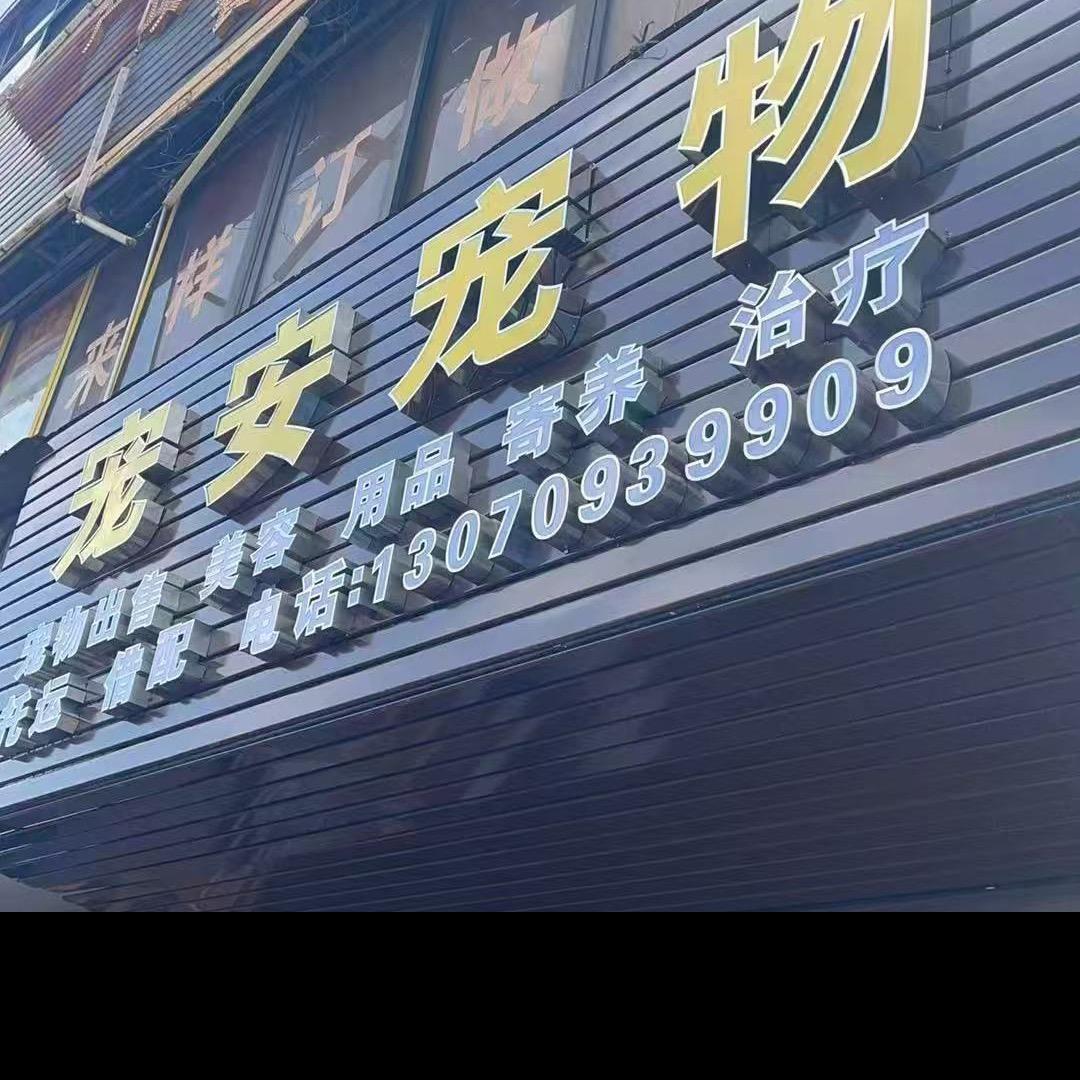 来样订做
宠安宠物
宠物出售 美容 用品 寄养 治疗
托运 借配 电话:13070939909